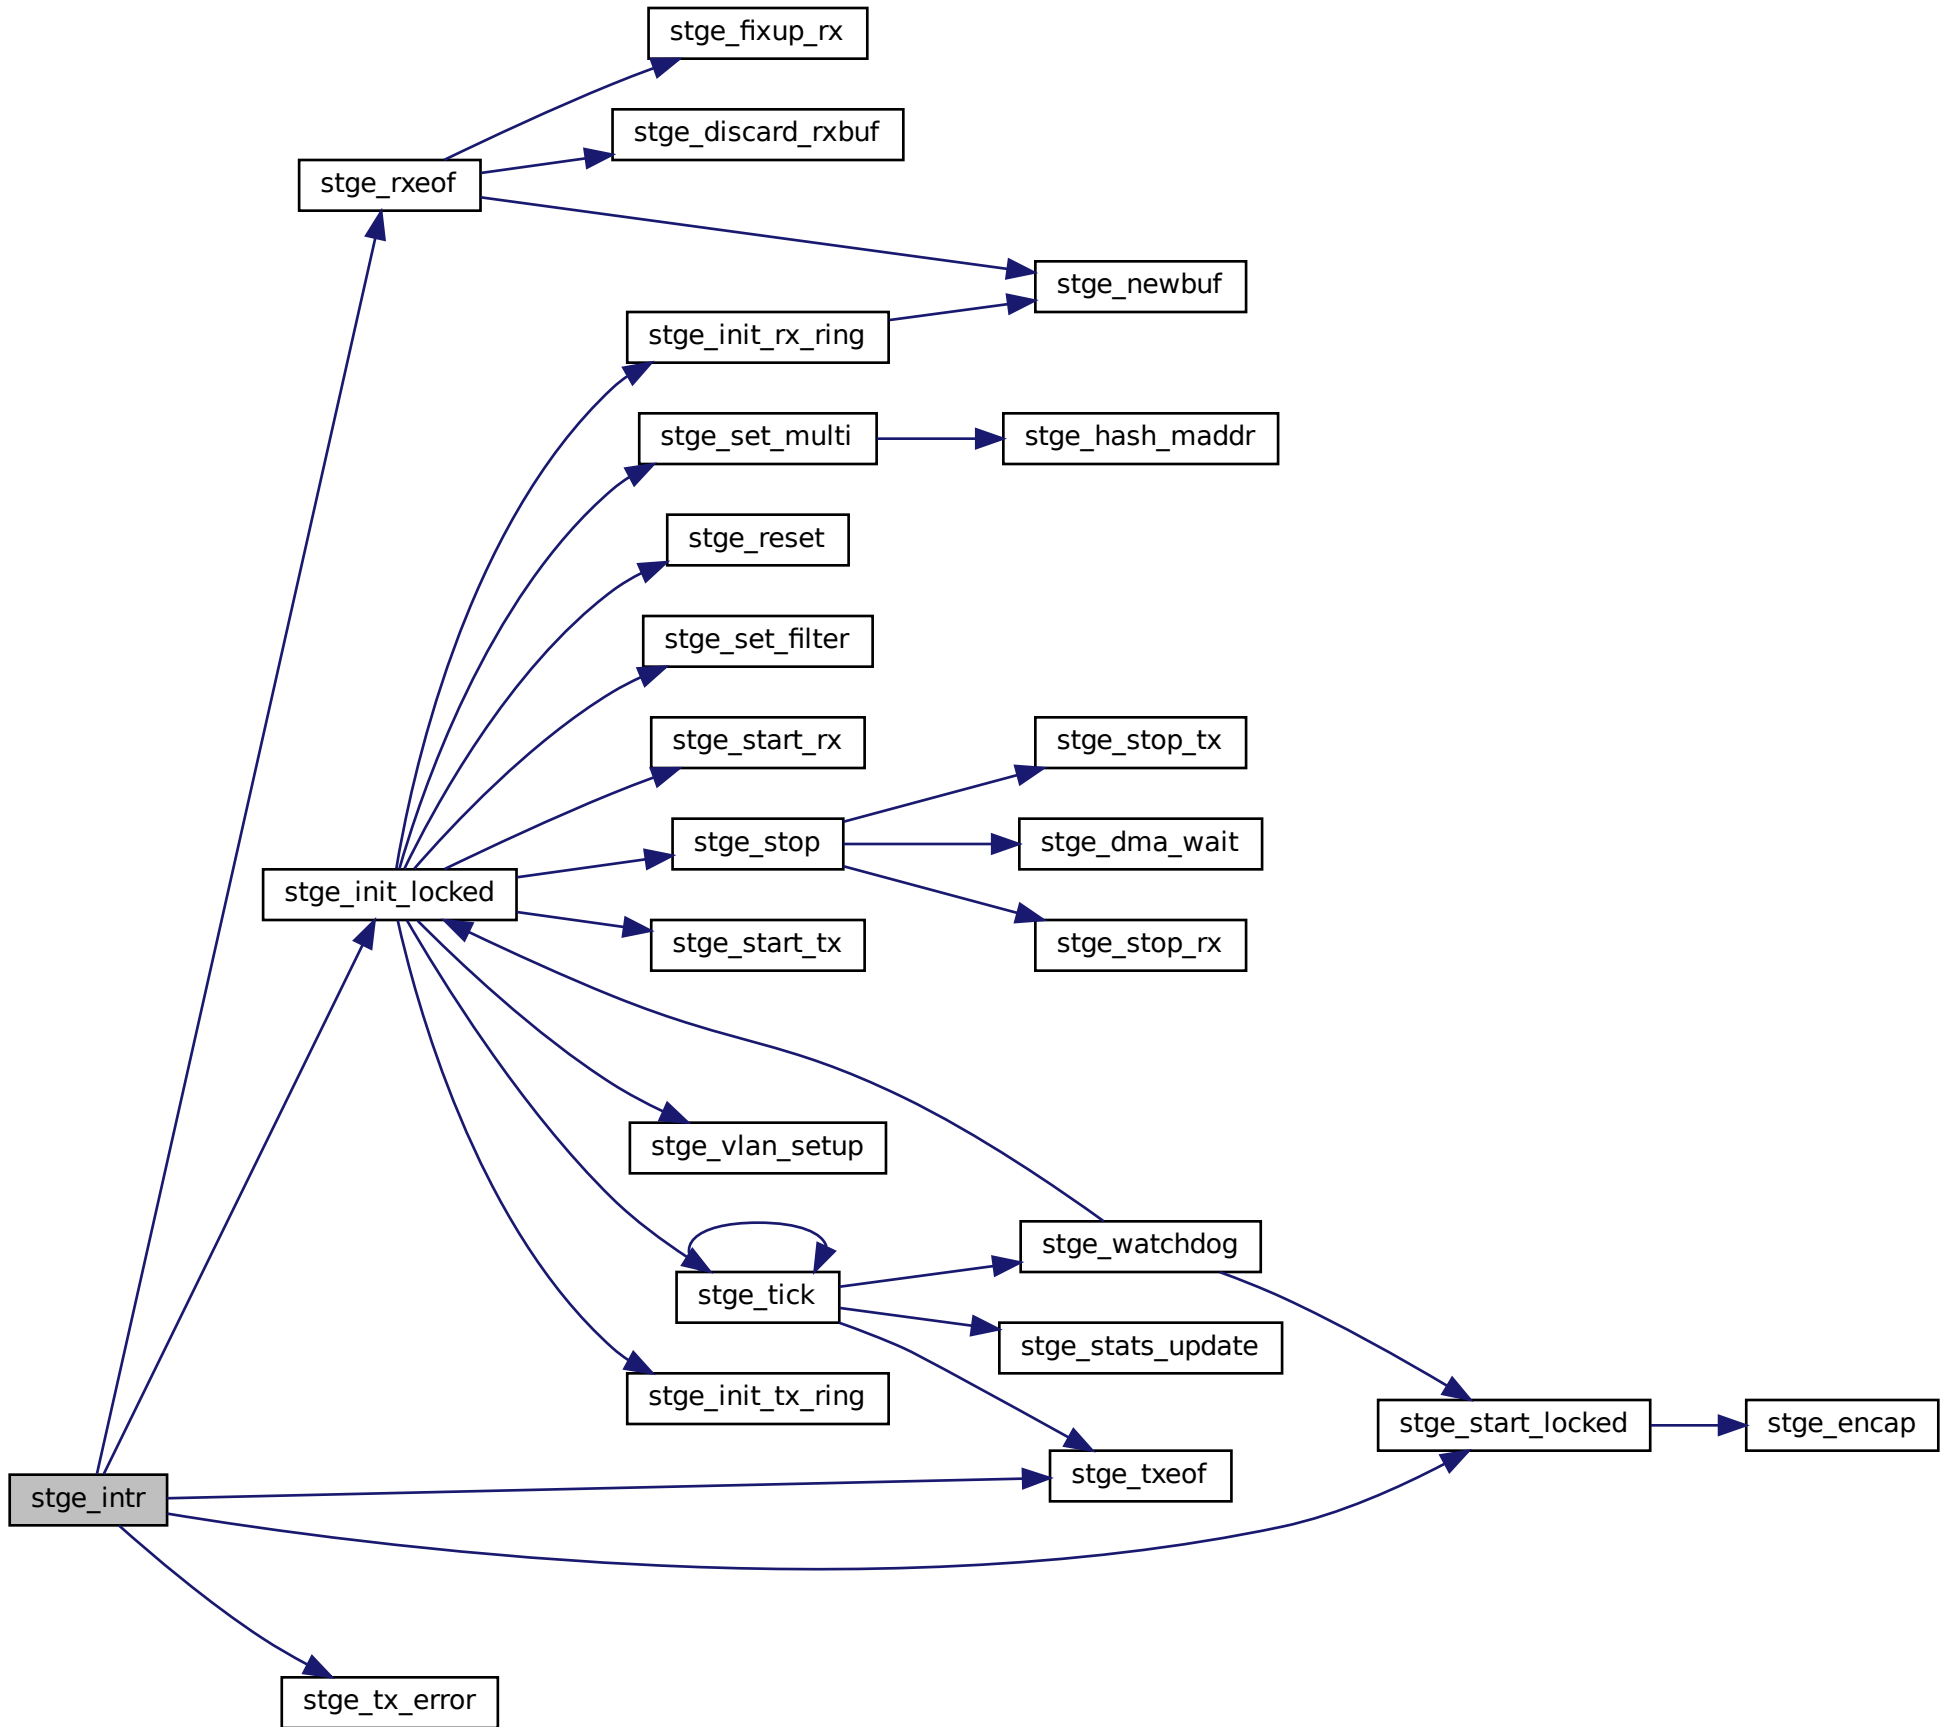 stge_fixup_rx
stge_discard_rxbuf
stge_rxeof
stge_newbuf
stge_init_rx_ring
stge_set_multi
stge_hash_maddr
stge_reset
stge_set_filter
stge_start_rx
stge_stop_tx
stge_stop
stge_dma_wait
stge_init_locked
stge_start_tx
stge_stop_rx
stge_vlan_setup
stge_watchdog
stge_tick
stge_stats_update
stge_init_tx_ring
stge_start_locked
stge_encap
stge_txeof
stge_intr
stge_tx_error